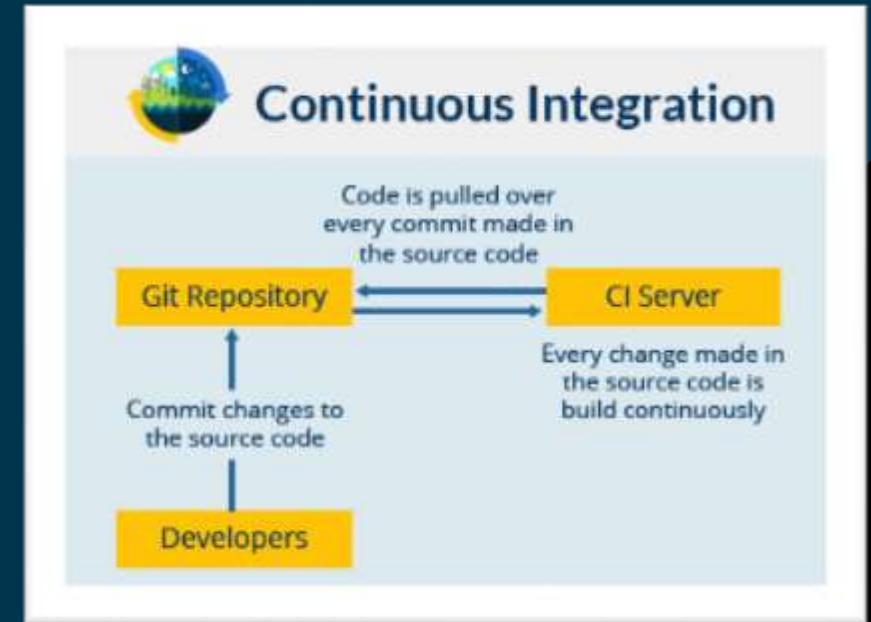 Continuous Integration
Code is pulled over
every commit made in
the source code
Git Repository
CI Server
Every change made in
the source code is
build continuously
Commit changes to
the source code
Developers